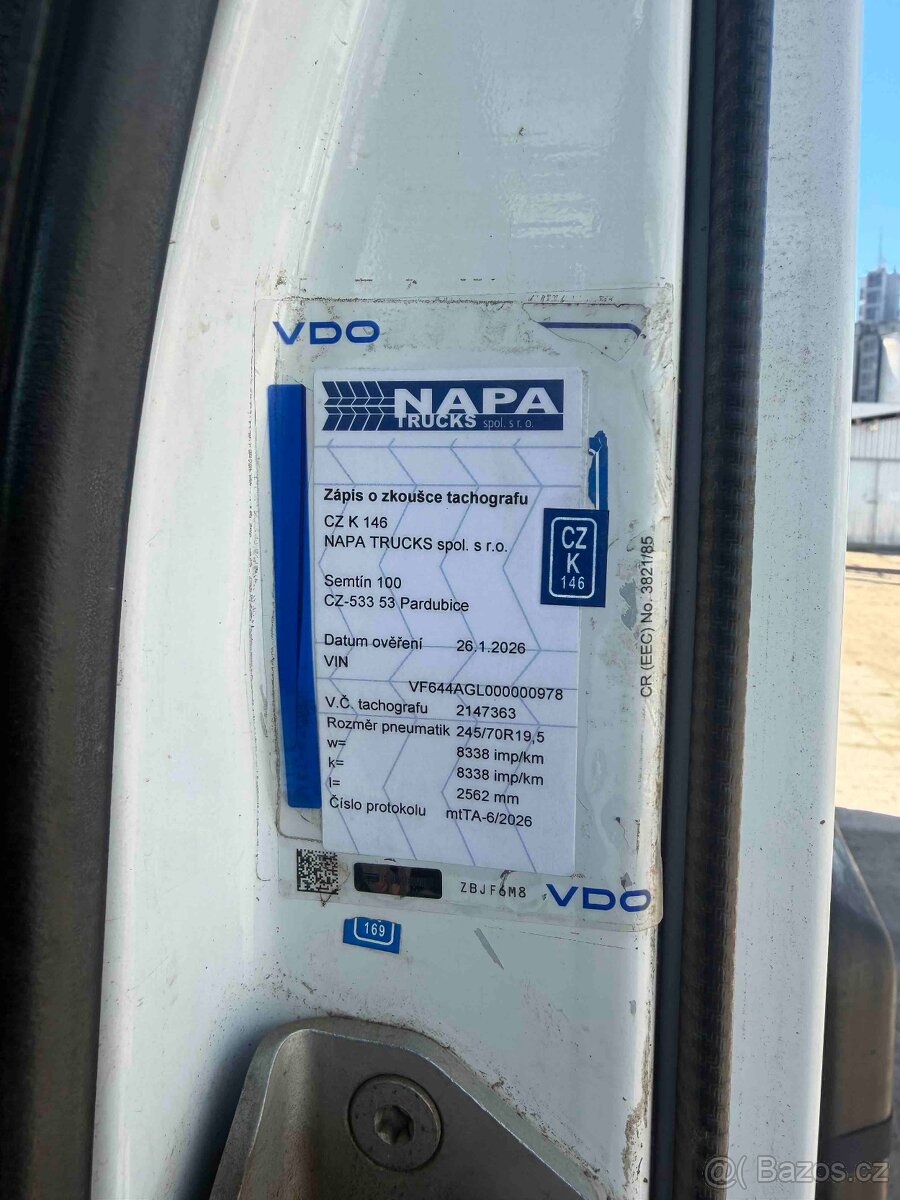 VDO
NAPA
TRUCKS spol. s r.o.
Zápis o zkoušce tachografu
CZ K 146
NAPA TRUCKS spol. s r.o.
Semtín 100
CZ-533 53 Pardubice
Datum ověření 26.1.2026
VIN
VF644AGL000000978
V.Č. tachografu 2147363
Rozměr pneumatik 245/70R19,5
w= 8338 imp/km
k= 8338 imp/km
l= 2562 mm
Číslo protokolu mtTA-6/2026
CZ
K
146
CR (EEC) No. 3821/85
ZBJF6M8
VDO
169
@( Bazos.cz